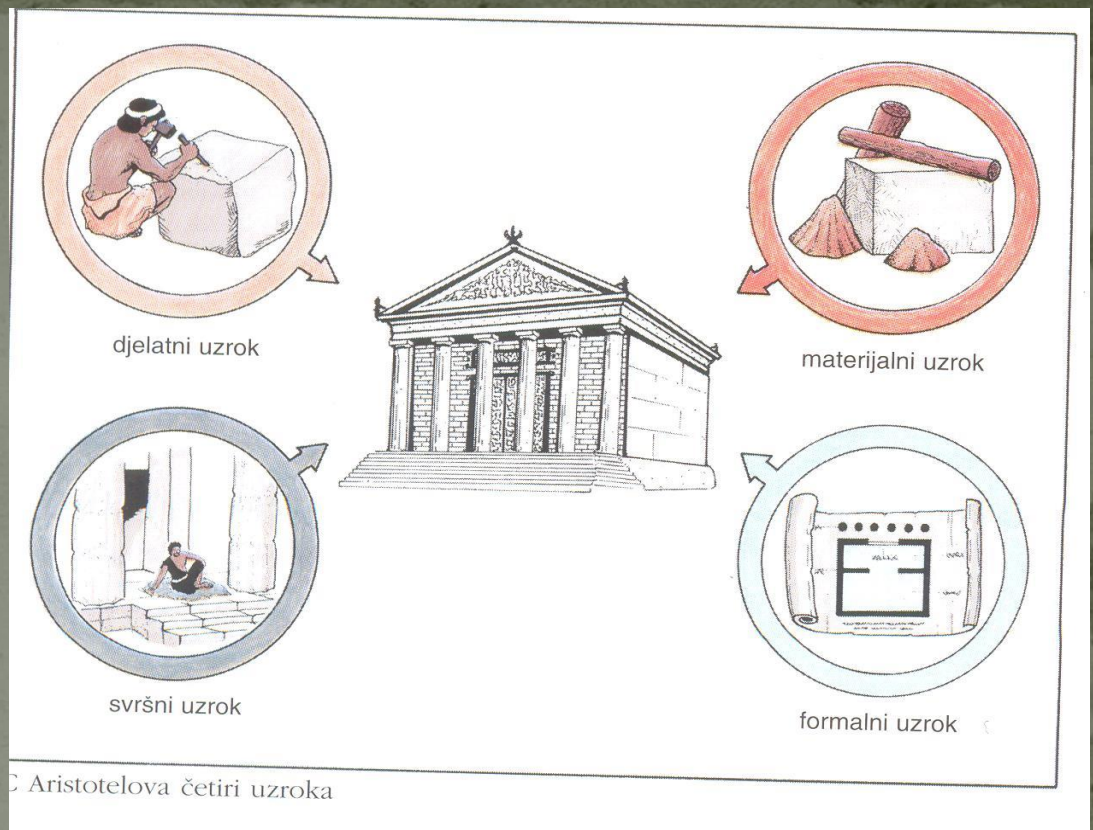 djelatni uzrok
materijalni uzrok
svršni uzrok
formalni uzrok
C Aristotelova četiri uzroka